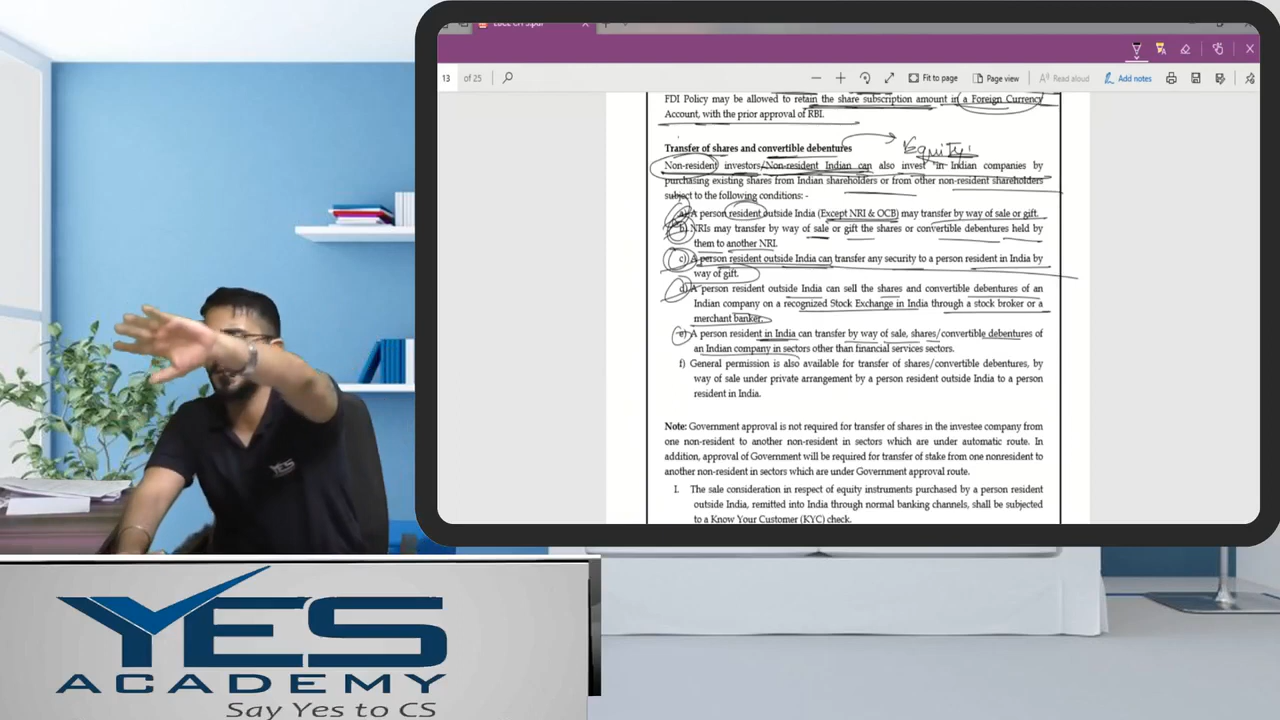 13 of 25
Fit to page
Page view
Read aloud
Add notes
FDI Policy may be allowed to retain the share subscription amount in a Foreign Currency
Account, with the prior approval of RBI.
Transfer of shares and convertible debentures
Equity
Non-resident investors/Non-resident Indian can also invest in Indian companies by
purchasing existing shares from Indian shareholders or from other non-resident shareholders
subject to the following conditions: -
a) A person resident outside India (Except NRI & OCB) may transfer by way of sale or gift.
b) NRIs may transfer by way of sale or gift the shares or convertible debentures held by
them to another NRI.
c) A person resident outside India can transfer any security to a person resident in India by
way of gift.
d) A person resident outside India can sell the shares and convertible debentures of an
Indian company on a recognized Stock Exchange in India through a stock broker or a
merchant banker.
e) A person resident in India can transfer by way of sale, shares/convertible debentures of
an Indian company in sectors other than financial services sectors.
f) General permission is also available for transfer of shares/convertible debentures, by
way of sale under private arrangement by a person resident outside India to a person
resident in India.
Note: Government approval is not required for transfer of shares in the investee company from
one non-resident to another non-resident in sectors which are under automatic route. In
addition, approval of Government will be required for transfer of stake from one nonresident to
another non-resident in sectors which are under Government approval route.
1. The sale consideration in respect of equity instruments purchased by a person resident
outside India, remitted into India through normal banking channels, shall be subjected
to a Know Your Customer (KYC) check.
YES
YES
ACADEMY
Say Yes to CS